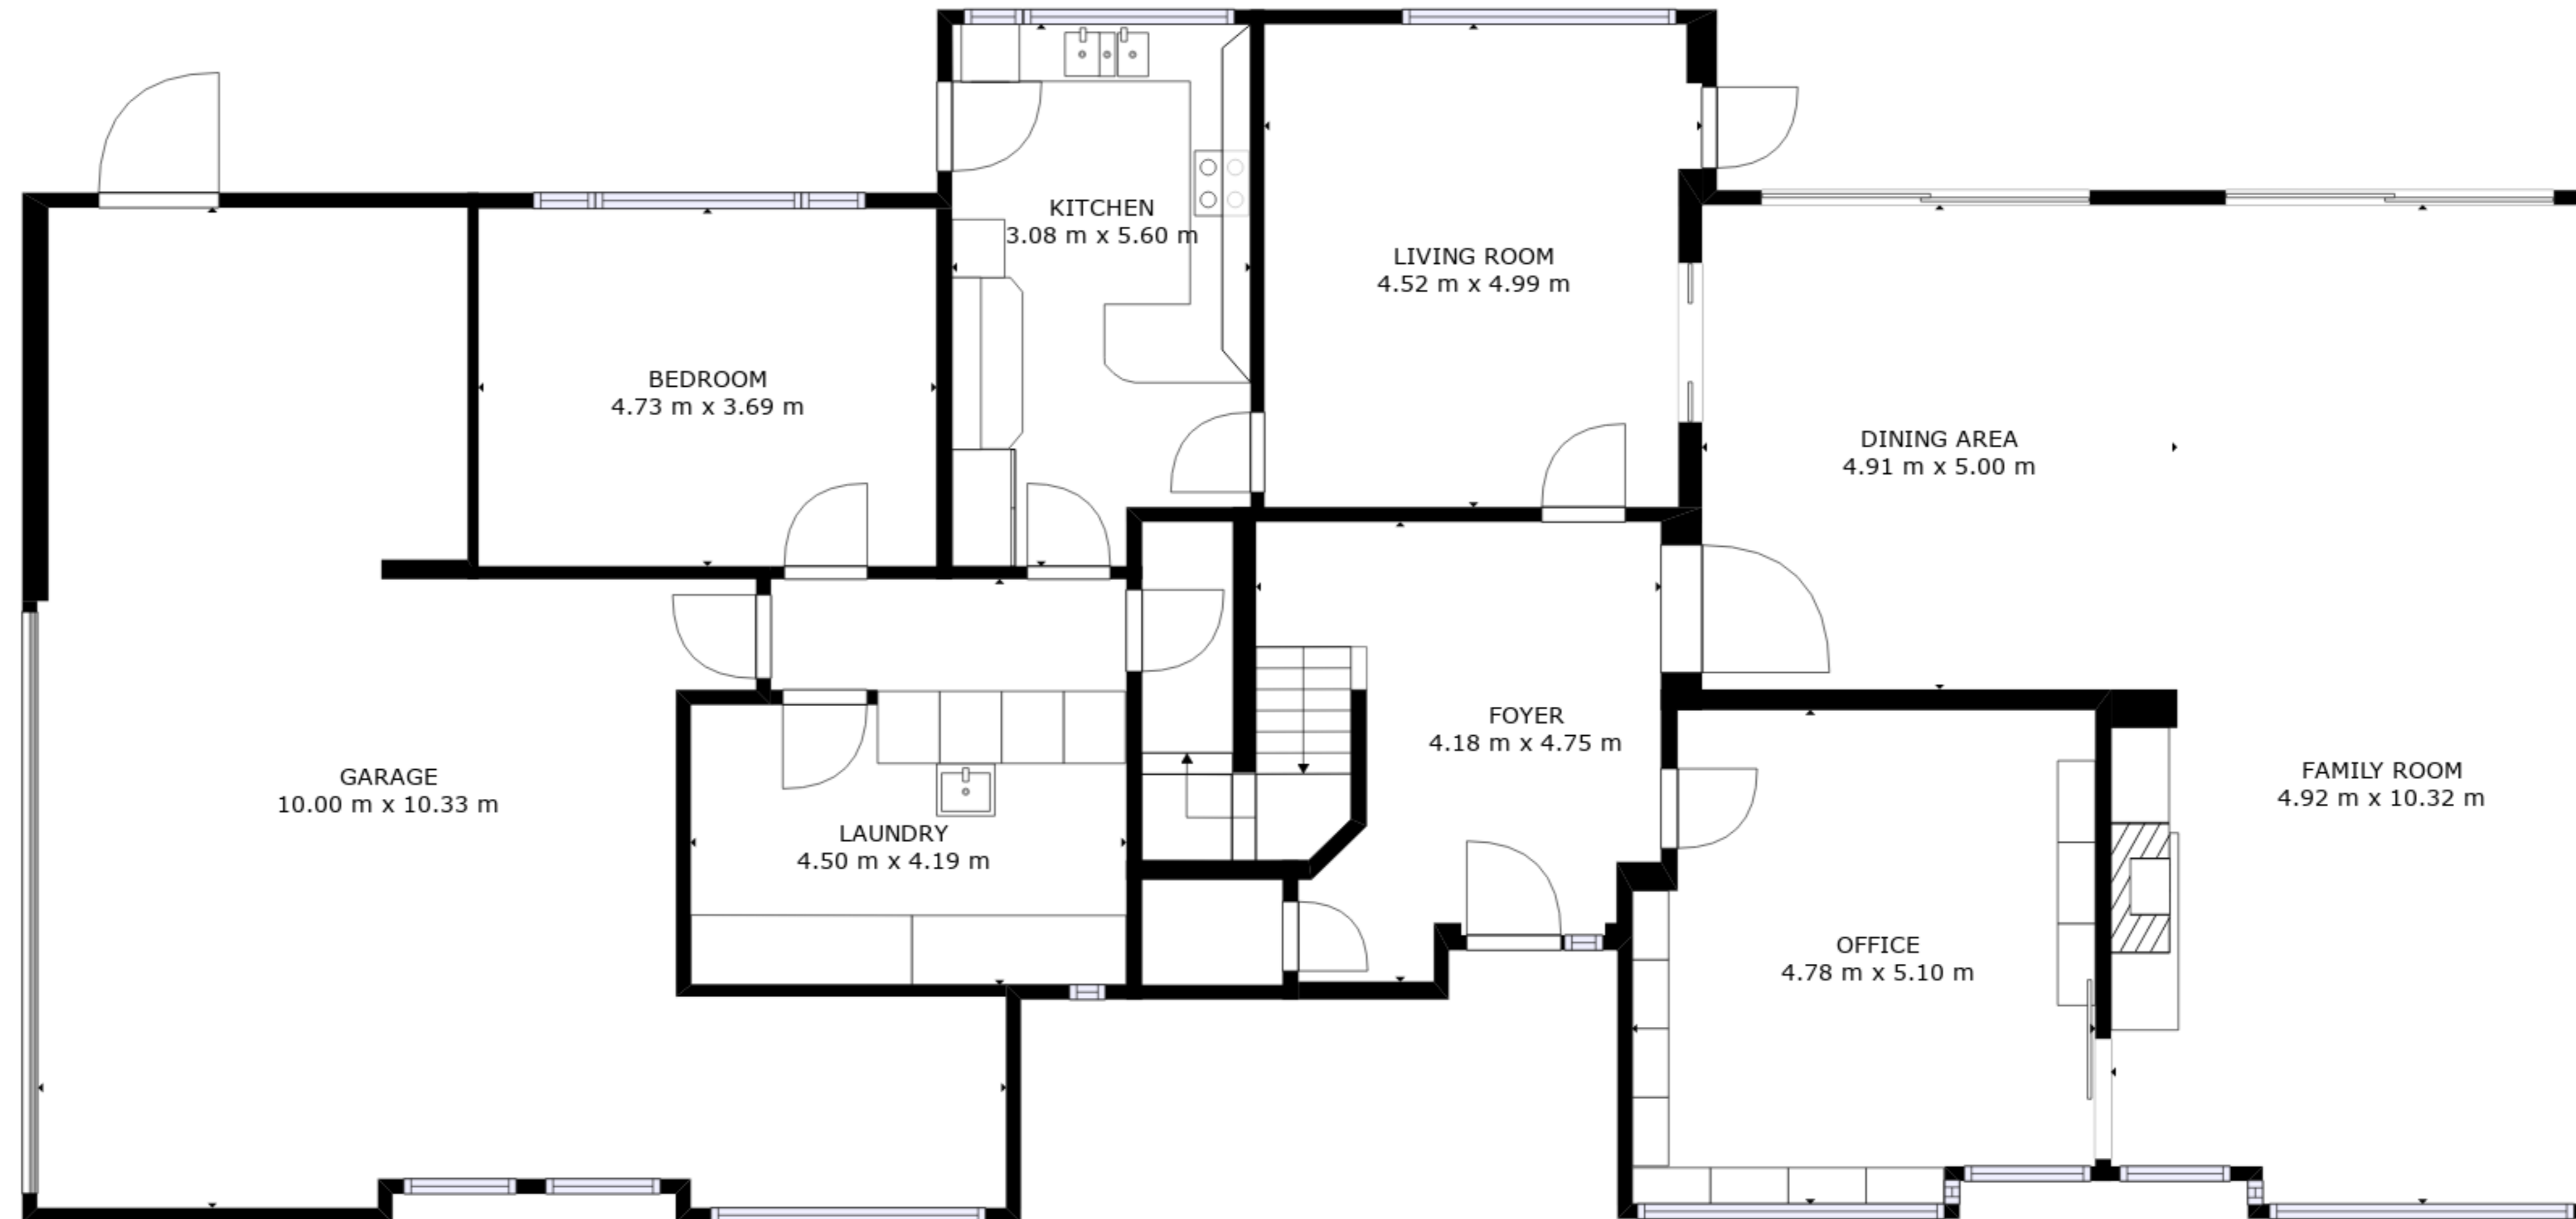 KITCHEN
3.08 m x 5.60 m
LIVING ROOM
4.52 m x 4.99 m
BEDROOM
4.73 m x 3.69 m
DINING AREA
4.91 m x 5.00 m
FOYER
4.18 m x 4.75 m
GARAGE
10.00 m x 10.33 m
FAMILY ROOM
4.92 m x 10.32 m
LAUNDRY
4.50 m x 4.19 m
OFFICE
4.78 m x 5.10 m